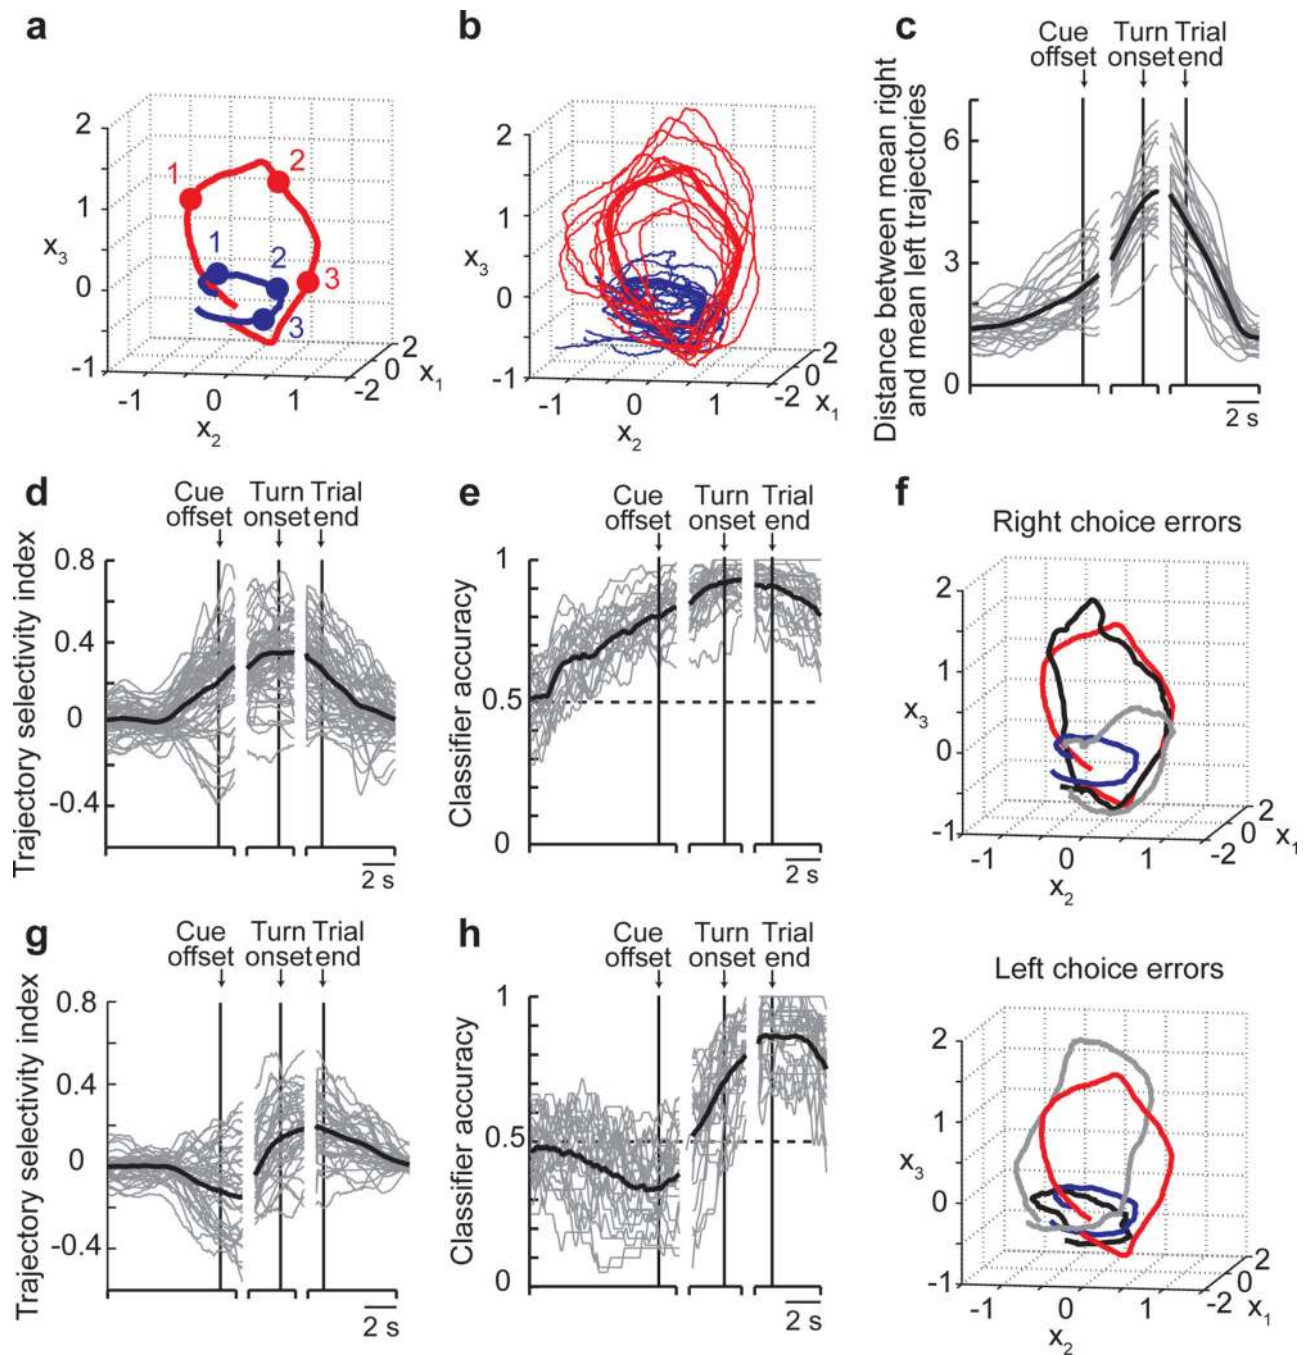 a
2
1
0
-1
x3
-1
0
1
x2
-2
0
2
x1
1
2
3
1
2
3
b
2
1
0
-1
x3
-1
0
1
x2
-2
0
2
x1
c
Cue
offset
Turn
onset
Trial
end
Distance between mean right
and mean left trajectories
6
3
0
2 s
d
Cue
offset
Turn
onset
Trial
end
Trajectory selectivity index
0.8
0.4
0
-0.4
2 s
e
Cue
offset
Turn
onset
Trial
end
Classifier accuracy
1
0.5
0
2 s
f
Right choice errors
2
1
0
-1
x3
-1
0
1
x2
-2
0
2
x1
Left choice errors
2
1
0
-1
x3
-1
0
1
x2
-2
0
2
x1
g
Cue
offset
Turn
onset
Trial
end
Trajectory selectivity index
0.8
0.4
0
-0.4
2 s
h
Cue
offset
Turn
onset
Trial
end
Classifier accuracy
1
0.5
0
2 s